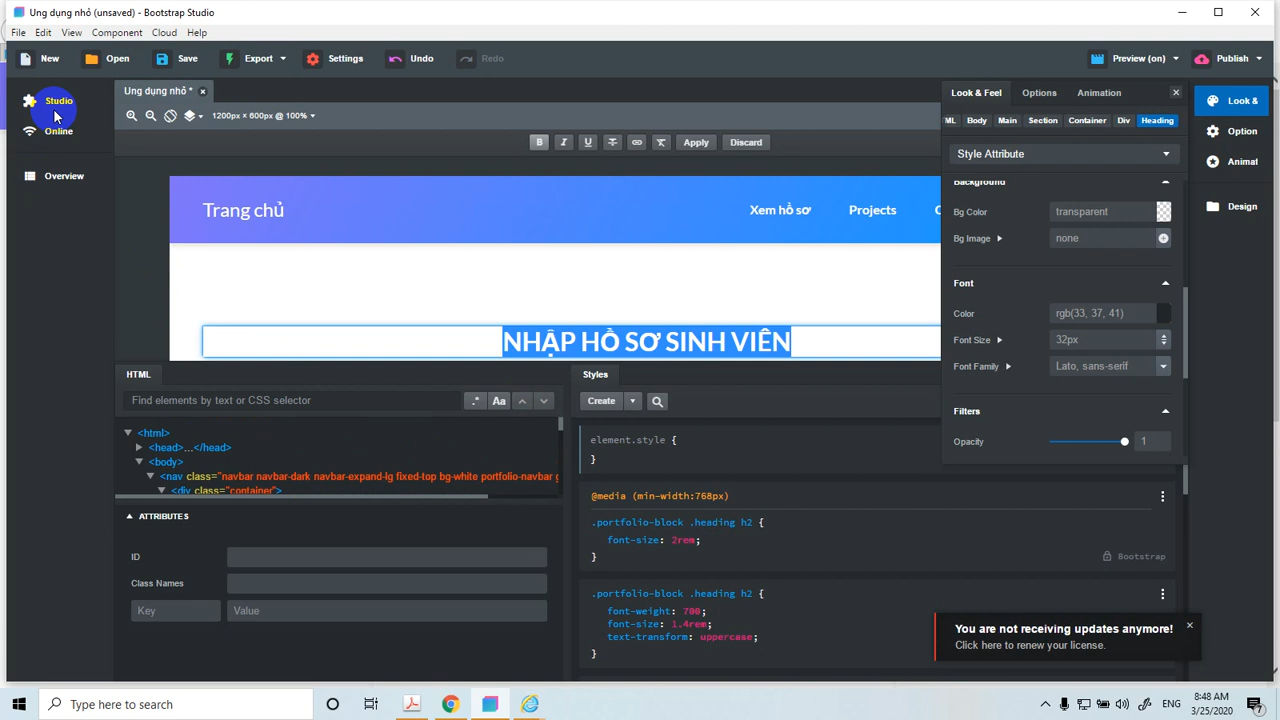 Ung dụng nhỏ (unsaved) - Bootstrap Studio
File Edit View Component Cloud Help
New Open Save Export Settings Undo Redo Preview (on) Publish
Studio
Online
Overview
Ung dụng nhỏ *
1200px × 600px @ 100%
B I U T Apply Discard
Trang chủ
Xem hồ sơ Projects C
NHẬP HỒ SƠ SINH VIÊN
Look & Feel Options Animation
ML Body Main Section Container Div Heading
Style Attribute
Background
Bg Color transparent
Bg Image none
Font
Color rgb(33, 37, 41)
Font Size 32px
Font Family Lato, sans-serif
Filters
Opacity 1
Look &
Option
Animat
Design
HTML
Find elements by text or CSS selector
.* Aa
<html>
<head>...</head>
<body>
<nav class="navbar navbar-dark navbar-expand-lg fixed-top bg-white portfolio-navbar g
<div class="container">
ATTRIBUTES
ID
Class Names
Key Value
Styles
Create
element.style {
}
@media (min-width:768px)
.portfolio-block .heading h2 {
font-size: 2rem;
}
Bootstrap
.portfolio-block .heading h2 {
font-weight: 700;
font-size: 1.4rem;
text-transform: uppercase;
}
You are not receiving updates anymore!
Click here to renew your license.
Type here to search
ENG
8:48 AM
3/25/2020
7